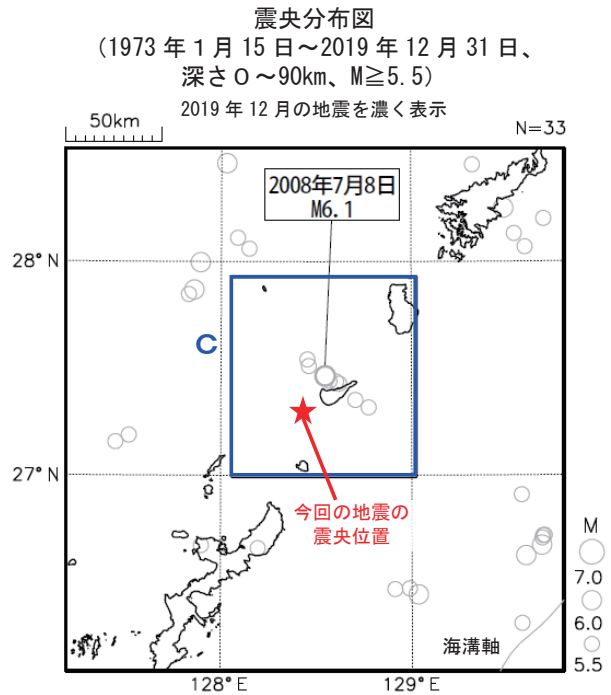 震央分布図
(1973年1月15日～2019年12月31日、
深さ0～90km、M≧5.5)
2019年12月の地震を濃く表示
50km
N=33
2008年7月8日
M6.1
28°N
C
27°N
今回の地震の
震央位置
M
7.0
6.0
5.5
海溝軸
128°E
129°E